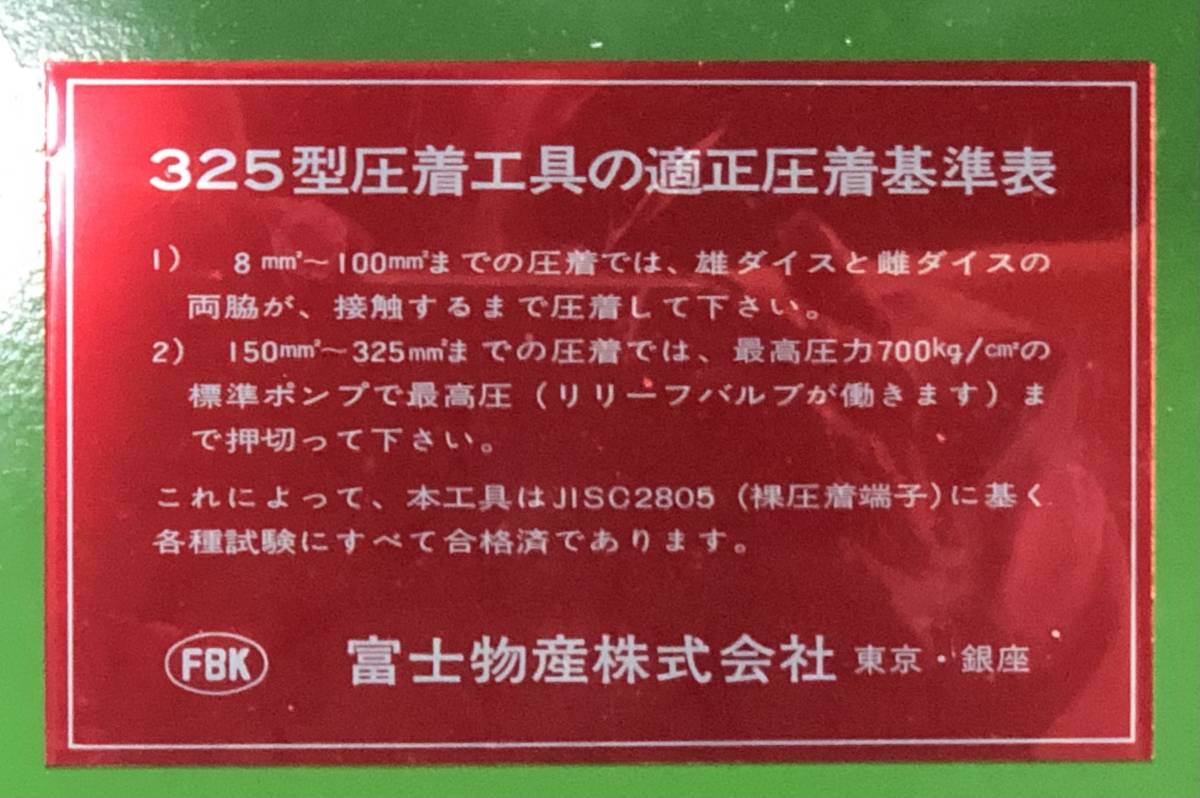 325型圧着工具の適正圧着基準表
1) 8mm²~100mm²までの圧着では、雄ダイスと雌ダイスの
両脇が、接触するまで圧着して下さい。
2) 150mm²~325mm²までの圧着では、最高圧力700kg/cm²の
標準ポンプで最高圧(リリーフバルブが働きます)ま
で押切って下さい。
これによって、本工具はJISC2805(裸圧着端子)に基く
各種試験にすべて合格済であります。
FBK 富士物産株式会社 東京・銀座